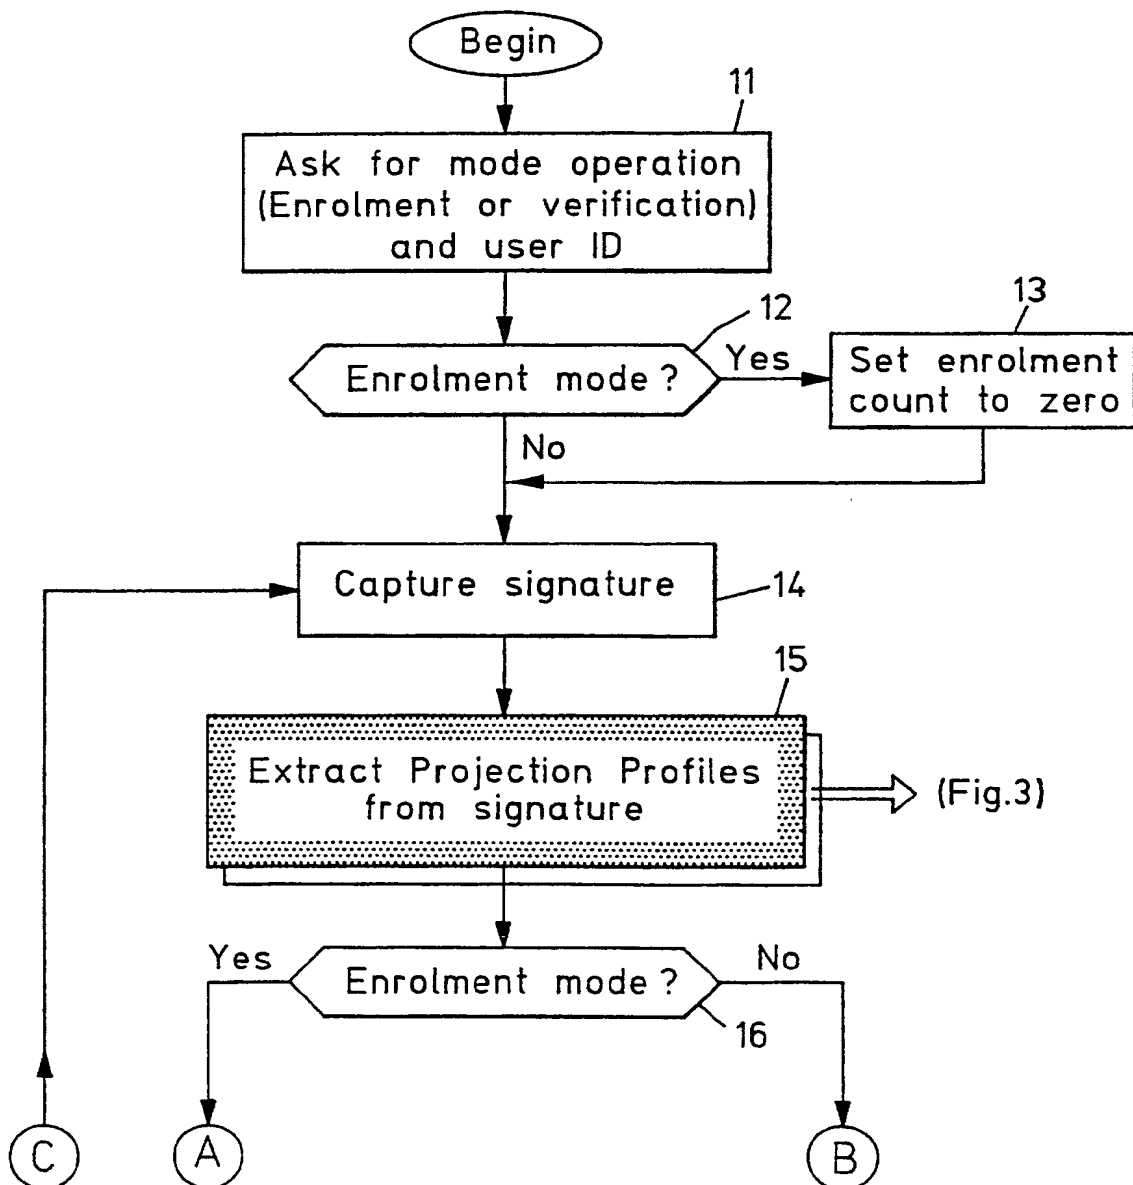 Begin
11
Ask for mode operation
(Enrolment or verification)
and user ID
12
13
Enrolment mode ?
Yes
Set enrolment
count to zero
No
Capture signature
14
15
Extract Projection Profiles
from signature
(Fig.3)
Yes
Enrolment mode ?
No
16
C
A
B